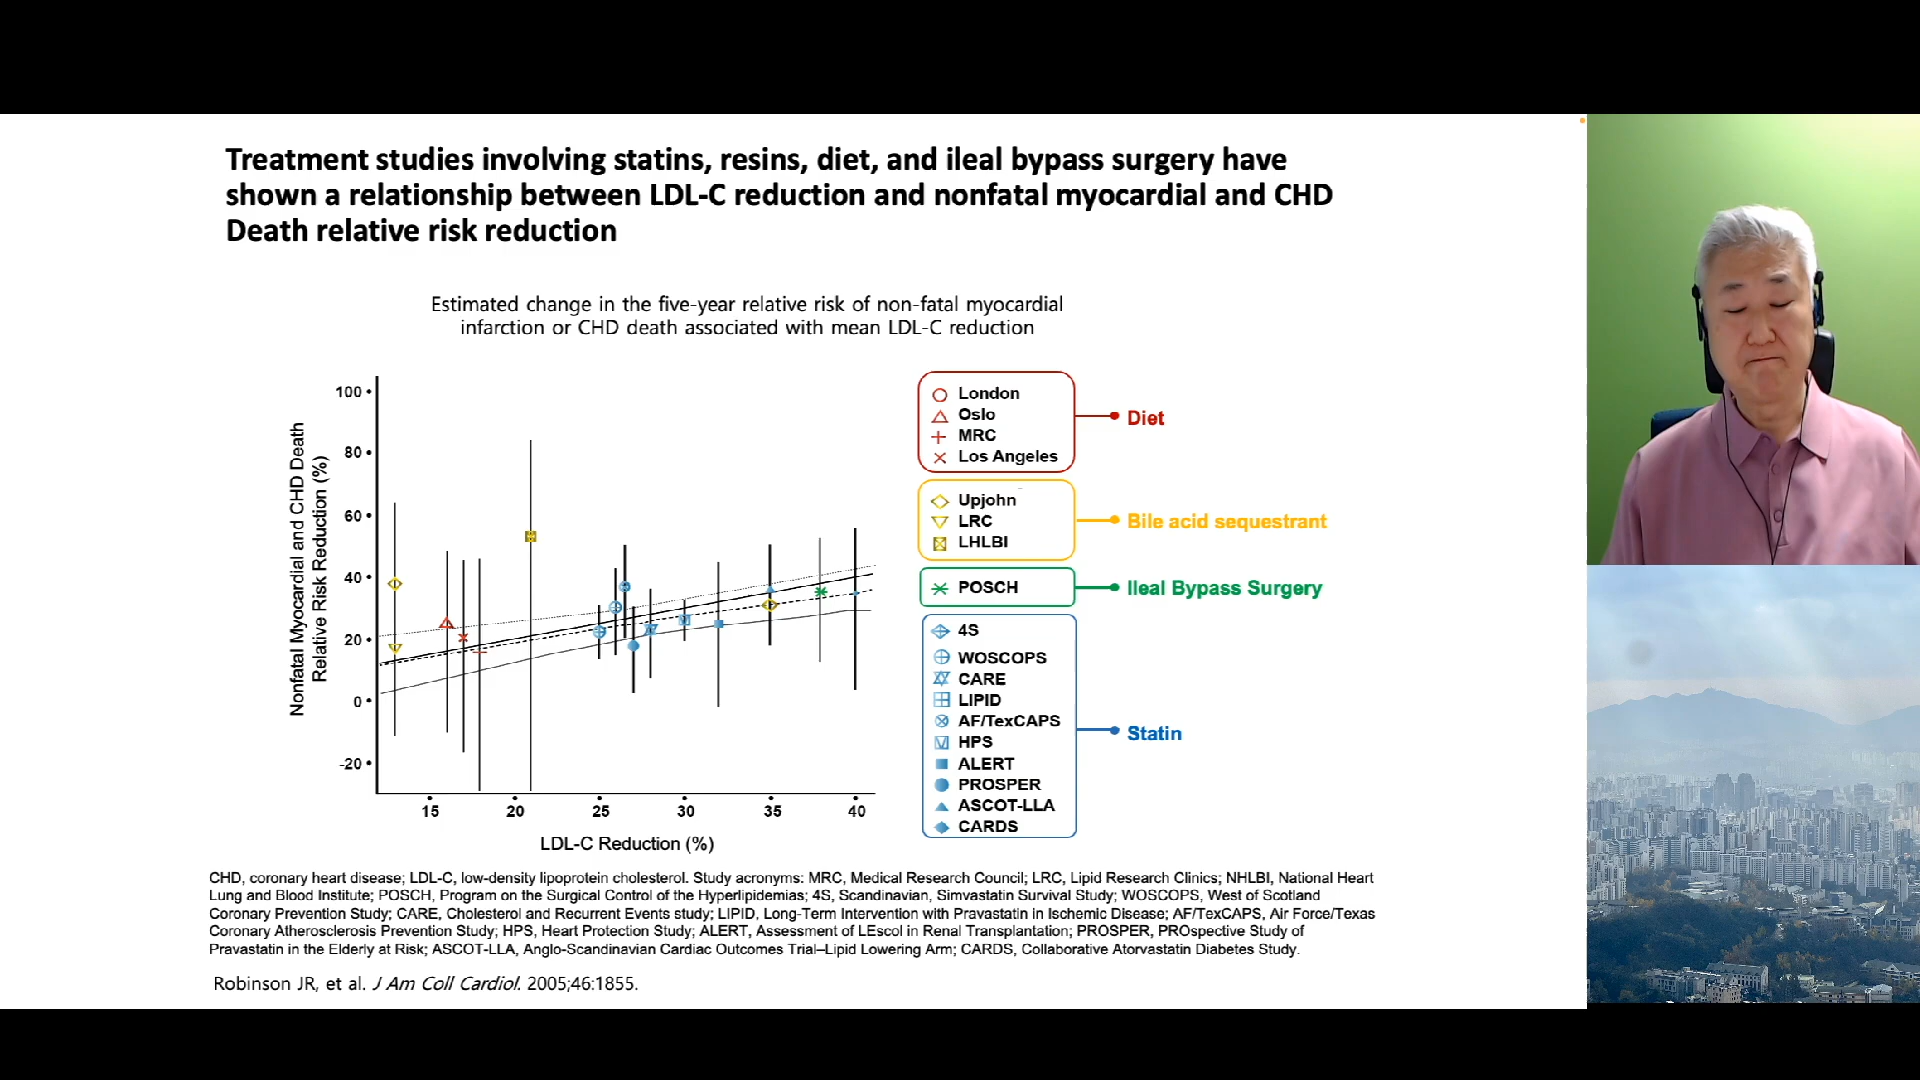 Treatment studies involving statins, resins, diet, and ileal bypass surgery have
shown a relationship between LDL-C reduction and nonfatal myocardial and CHD
Death relative risk reduction
Estimated change in the five-year relative risk of non-fatal myocardial
infarction or CHD death associated with mean LDL-C reduction
Nonfatal Myocardial and CHD Death
Relative Risk Reduction (%)
100
80
60
40
20
0
-20
15 20 25 30 35 40
LDL-C Reduction (%)
London
Oslo
MRC
Los Angeles
Diet
Upjohn
LRC
LHLBI
Bile acid sequestrant
POSCH
Ileal Bypass Surgery
4S
WOSCOPS
CARE
LIPID
AF/TexCAPS
HPS
ALERT
PROSPER
ASCOT-LLA
CARDS
Statin
CHD, coronary heart disease; LDL-C, low-density lipoprotein cholesterol. Study acronyms: MRC, Medical Research Council; LRC, Lipid Research Clinics; NHLBI, National Heart
Lung and Blood Institute; POSCH, Program on the Surgical Control of the Hyperlipidemias; 4S, Scandinavian, Simvastatin Survival Study; WOSCOPS, West of Scotland
Coronary Prevention Study; CARE, Cholesterol and Recurrent Events study; LIPID, Long-Term Intervention with Pravastatin in Ischemic Disease; AF/TexCAPS, Air Force/Texas
Coronary Atherosclerosis Prevention Study; HPS, Heart Protection Study; ALERT, Assessment of LEscol in Renal Transplantation; PROSPER, PROspective Study of
Pravastatin in the Elderly at Risk; ASCOT-LLA, Anglo-Scandinavian Cardiac Outcomes Trial–Lipid Lowering Arm; CARDS, Collaborative Atorvastatin Diabetes Study.
Robinson JR, et al. J Am Coll Cardiol. 2005;46:1855.